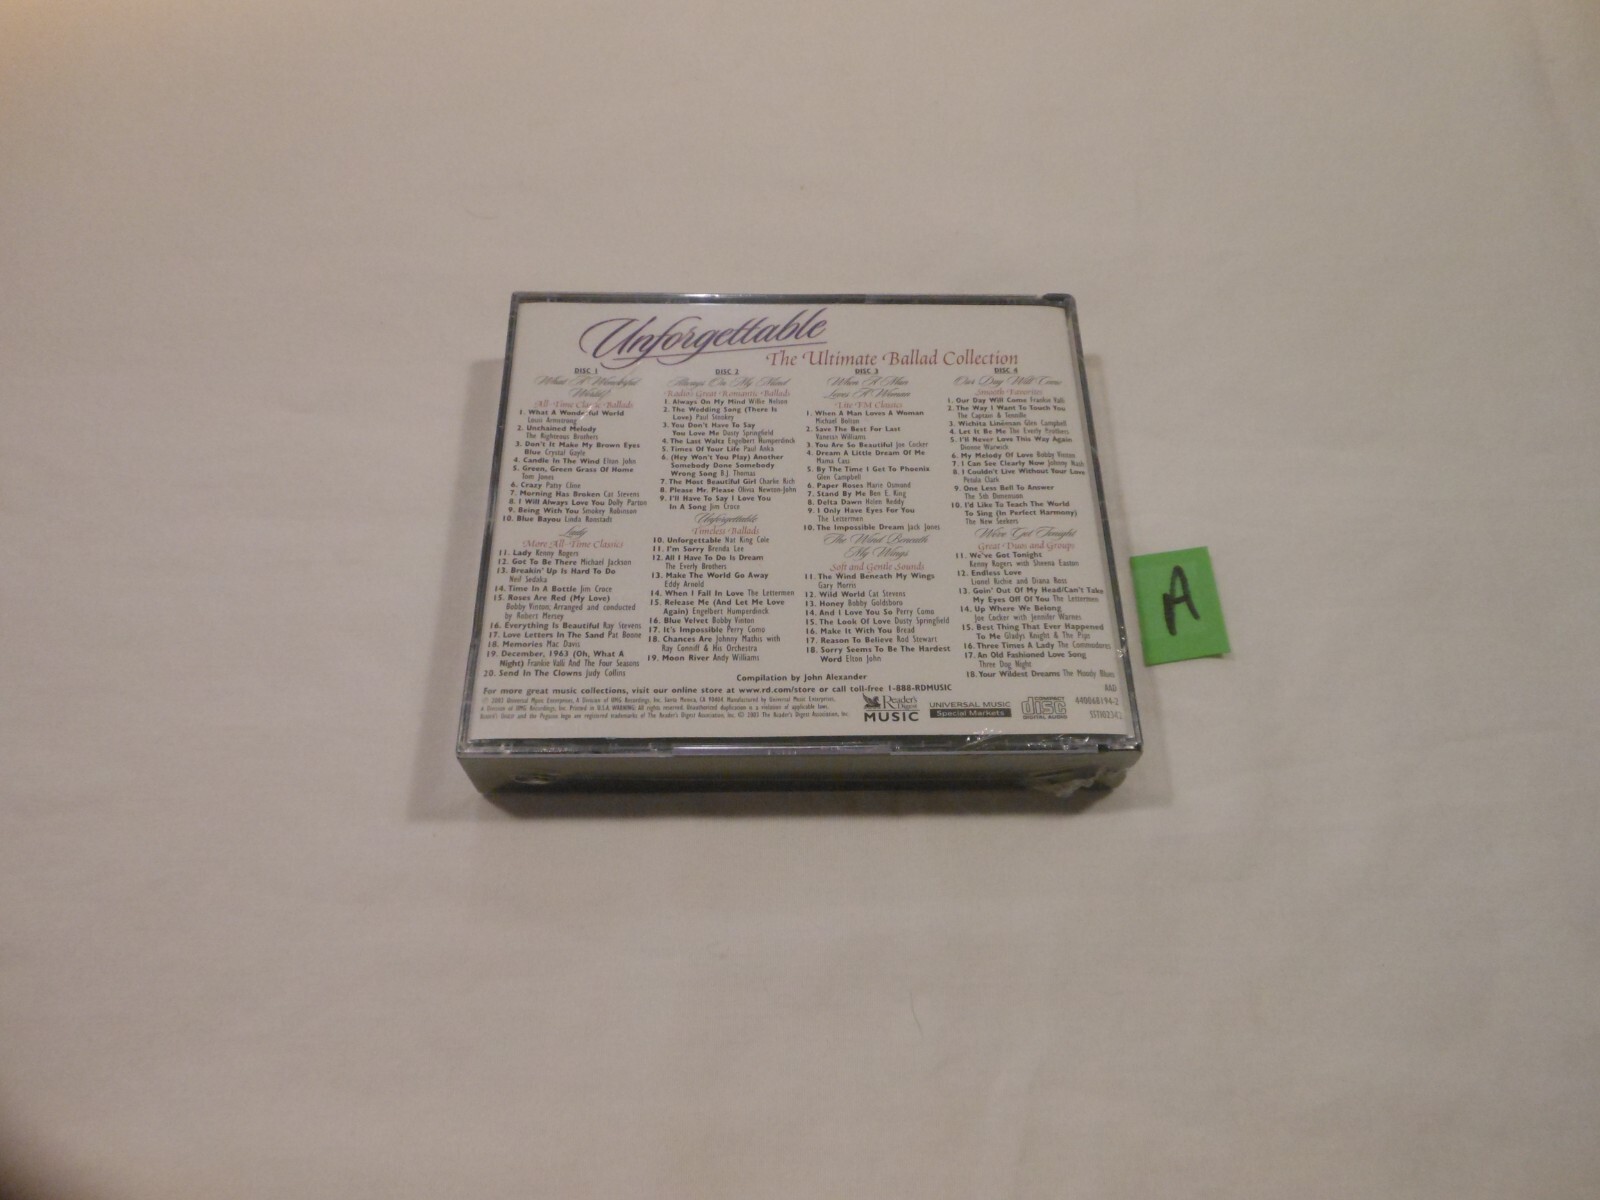 Unforgettable
The Ultimate Ballad Collection
DISC 1
What A Wonderful
World
All-Time Classic Ballads
1. What A Wonderful World
Louis Armstrong
2. Unchained Melody
The Righteous Brothers
3. Don't It Make My Brown Eyes
Blue Crystal Gayle
4. Candle In The Wind Elton John
5. Green, Green Grass Of Home
Tom Jones
6. Crazy Patsy Cline
7. Morning Has Broken Cat Stevens
8. I Will Always Love You Dolly Parton
9. Being With You Smokey Robinson
10. Blue Bayou Linda Ronstadt
Lady
More All-Time Classics
11. Lady Kenny Rogers
12. Got To Be There Michael Jackson
13. Breakin' Up Is Hard To Do
Neil Sedaka
14. Time In A Bottle Jim Croce
15. Roses Are Red (My Love)
Bobby Vinton; Arranged and conducted
by Robert Mersey
16. Everything Is Beautiful Ray Stevens
17. Love Letters In The Sand Pat Boone
18. Memories Mac Davis
19. December, 1963 (Oh, What A
Night) Frankie Valli And The Four Seasons
20. Send In The Clowns Judy Collins
DISC 2
Always On My Mind
Radio's Great Romantic Ballads
1. Always On My Mind Willie Nelson
2. The Wedding Song (There Is
Love) Paul Stookey
3. You Don't Have To Say
You Love Me Dusty Springfield
4. The Last Waltz Engelbert Humperdinck
5. Times Of Your Life Paul Anka
6. (Hey Won't You Play) Another
Somebody Done Somebody
Wrong Song B.J. Thomas
7. The Most Beautiful Girl Charlie Rich
8. Please Mr. Please Olivia Newton-John
9. I'll Have To Say I Love You
In A Song Jim Croce
Unforgettable
Timeless Ballads
10. Unforgettable Nat King Cole
11. I'm Sorry Brenda Lee
12. All I Have To Do Is Dream
The Everly Brothers
13. Make The World Go Away
Eddy Arnold
14. When I Fall In Love The Lettermen
15. Release Me (And Let Me Love
Again) Engelbert Humperdinck
16. Blue Velvet Bobby Vinton
17. It's Impossible Perry Como
18. Chances Are Johnny Mathis with
Ray Conniff & His Orchestra
19. Moon River Andy Williams
DISC 3
When A Man
Loves A Woman
Lite FM Classics
1. When A Man Loves A Woman
Michael Bolton
2. Save The Best For Last
Vanessa Williams
3. You Are So Beautiful Joe Cocker
4. Dream A Little Dream Of Me
Mama Cass
5. By The Time I Get To Phoenix
Glen Campbell
6. Paper Roses Marie Osmond
7. Stand By Me Ben E. King
8. Delta Dawn Helen Reddy
9. I Only Have Eyes For You
The Lettermen
10. The Impossible Dream Jack Jones
The Wind Beneath
My Wings
Soft and Gentle Sounds
11. The Wind Beneath My Wings
Gary Morris
12. Wild World Cat Stevens
13. Honey Bobby Goldsboro
14. And I Love You So Perry Como
15. The Look Of Love Dusty Springfield
16. Make It With You Bread
17. Reason To Believe Rod Stewart
18. Sorry Seems To Be The Hardest
Word Elton John
DISC 4
Our Day Will Come
Smooth Favorites
1. Our Day Will Come Frankie Valli
2. The Way I Want To Touch You
The Captain & Tennille
3. Wichita Lineman Glen Campbell
4. Let It Be Me The Everly Brothers
5. I'll Never Love This Way Again
Dionne Warwick
6. My Melody Of Love Bobby Vinton
7. I Can See Clearly Now Johnny Nash
8. I Couldn't Live Without Your Love
Petula Clark
9. One Less Bell To Answer
The 5th Dimension
10. I'd Like To Teach The World
To Sing (In Perfect Harmony)
The New Seekers
We've Got Tonight
Great Duos and Groups
11. We've Got Tonight
Kenny Rogers with Sheena Easton
12. Endless Love
Lionel Richie and Diana Ross
13. Goin' Out Of My Head/Can't Take
My Eyes Off Of You The Lettermen
14. Up Where We Belong
Joe Cocker with Jennifer Warnes
15. Best Thing That Ever Happened
To Me Gladys Knight & The Pips
16. Three Times A Lady The Commodores
17. An Old Fashioned Love Song
Three Dog Night
18. Your Wildest Dreams The Moody Blues
Compilation by John Alexander
For more great music collections, visit our online store at www.rd.com/store or call toll-free 1-888-RDMUSIC
Reader's
Digest
MUSIC
UNIVERSAL MUSIC
Special Markets
COMPACT
disc
DIGITAL AUDIO
AAD
440068194-2
A